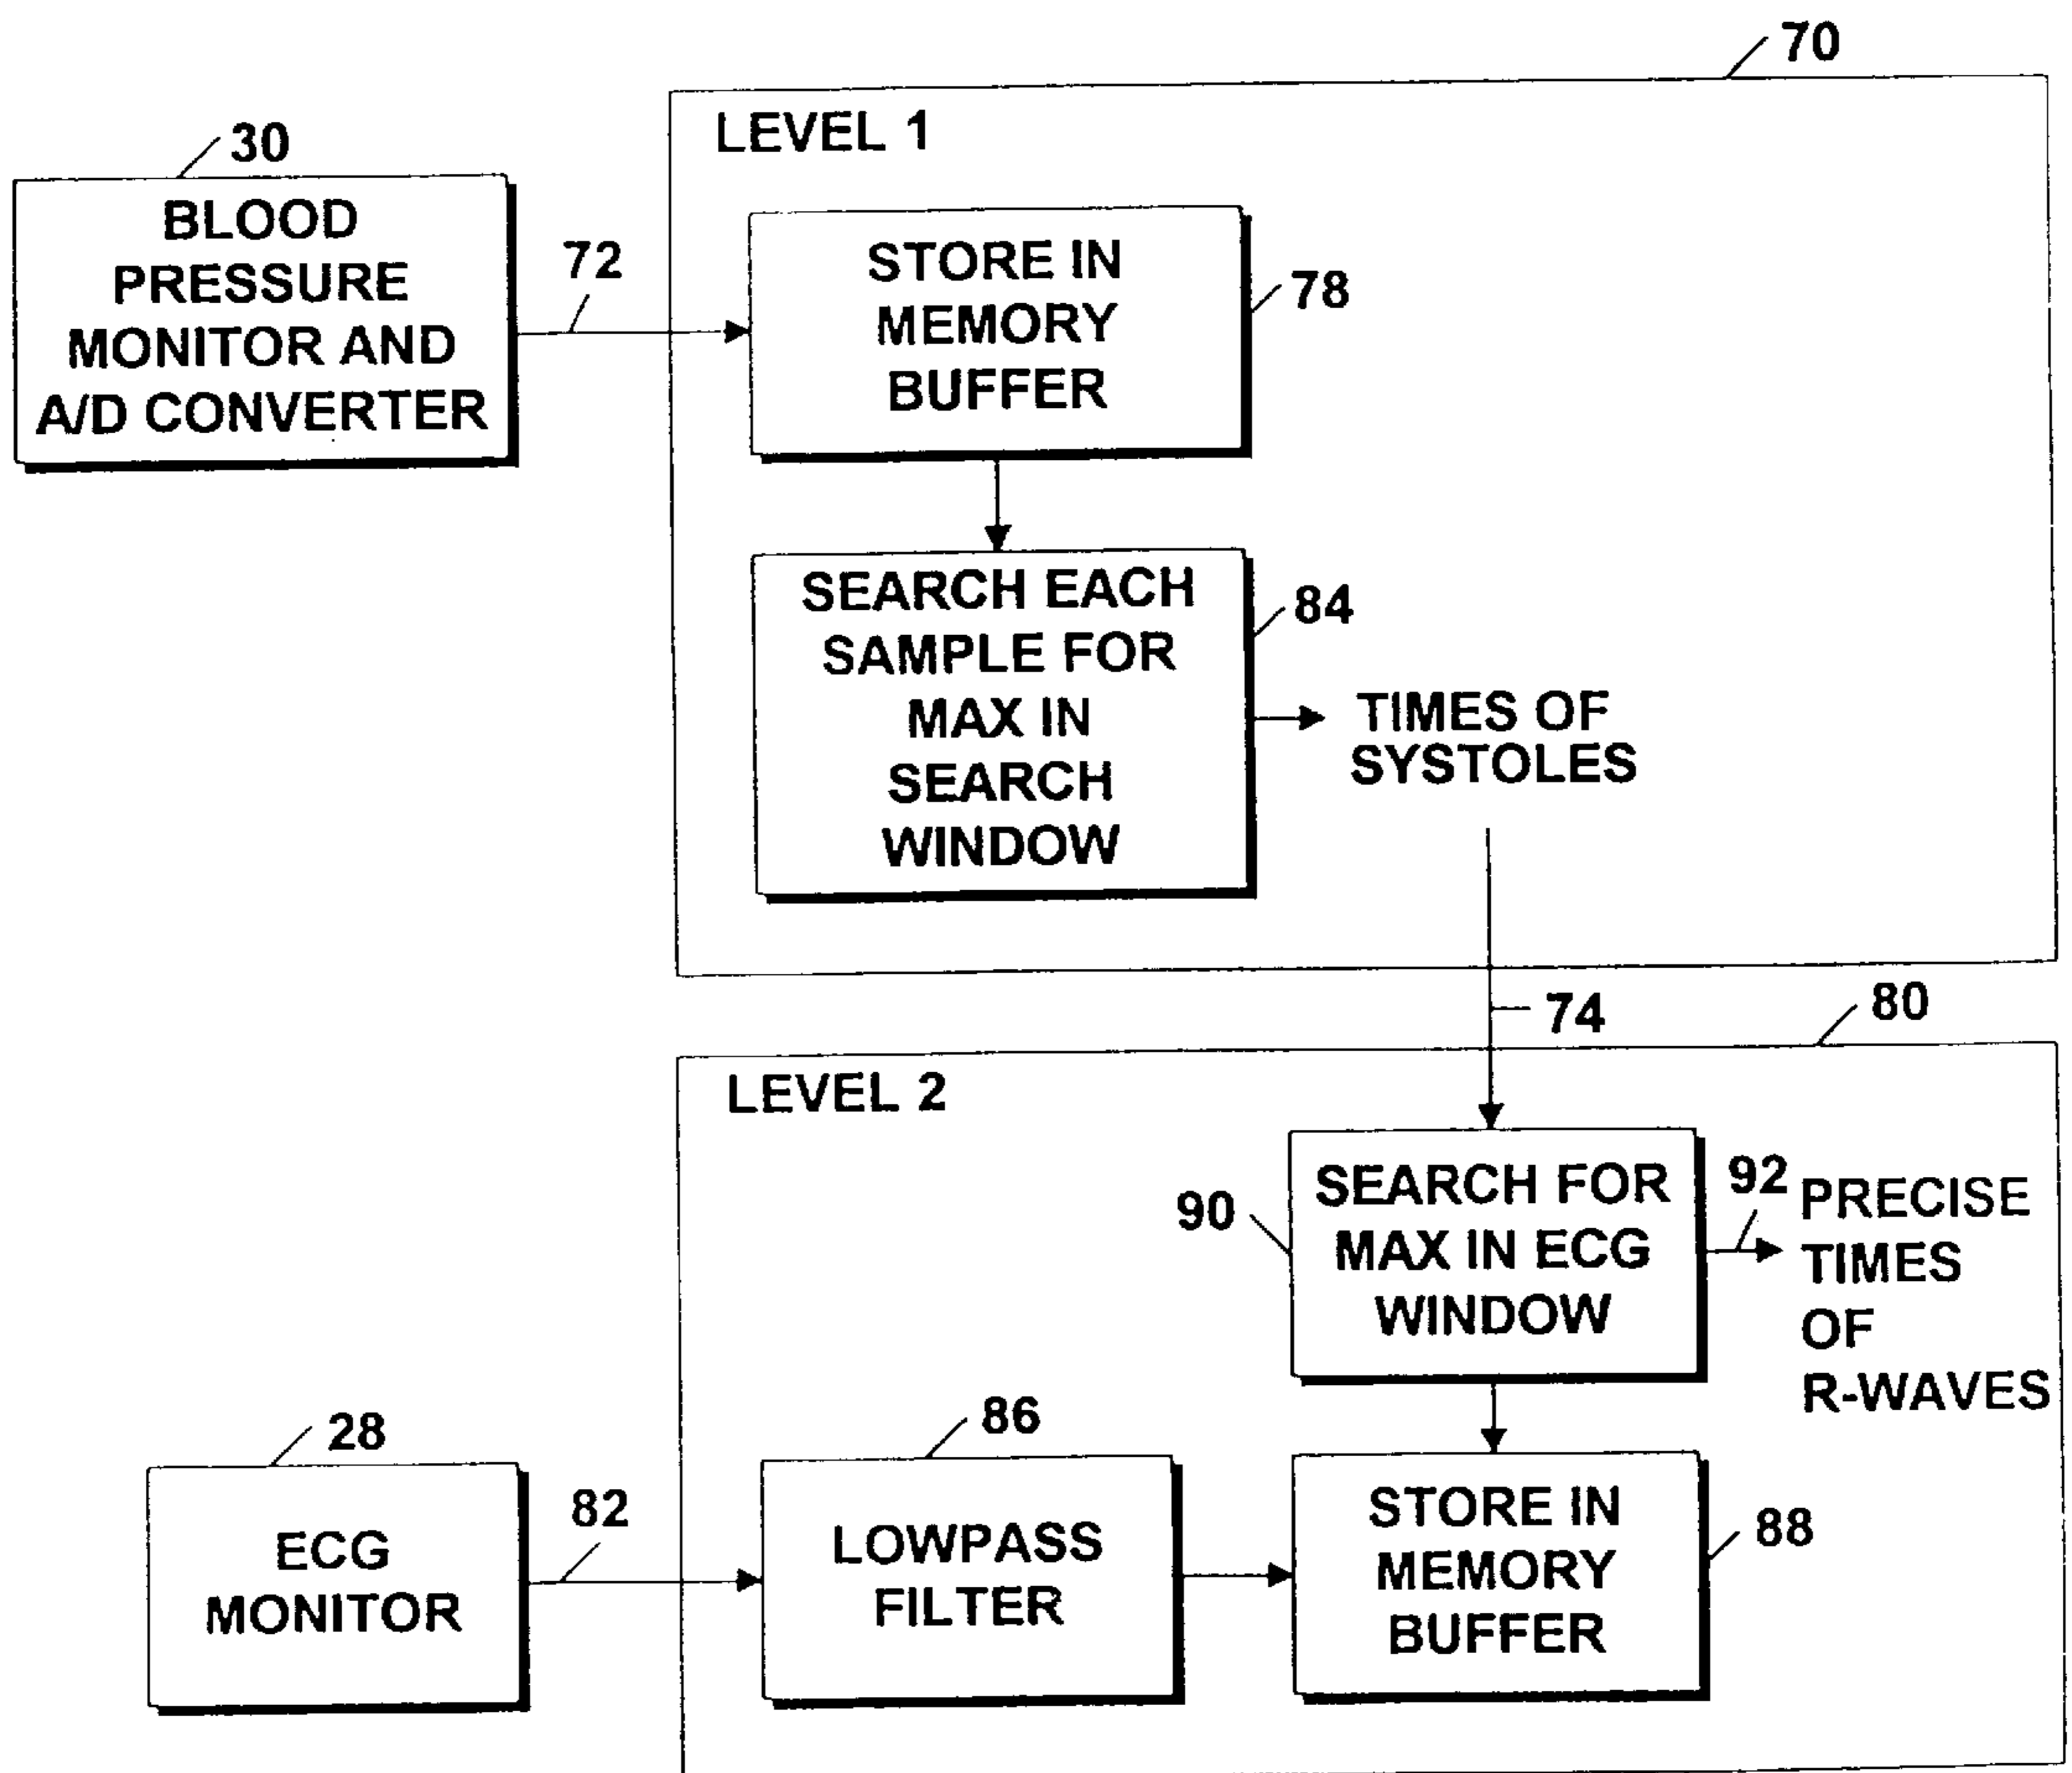 70
LEVEL 1
30
BLOOD
PRESSURE
MONITOR AND
A/D CONVERTER
72
STORE IN
MEMORY
BUFFER
78
SEARCH EACH
SAMPLE FOR
MAX IN
SEARCH
WINDOW
84
TIMES OF
SYSTOLES
74
80
LEVEL 2
90
SEARCH FOR
MAX IN ECG
WINDOW
92
PRECISE
TIMES
OF
R-WAVES
28
ECG
MONITOR
82
86
LOWPASS
FILTER
STORE IN
MEMORY
BUFFER
88